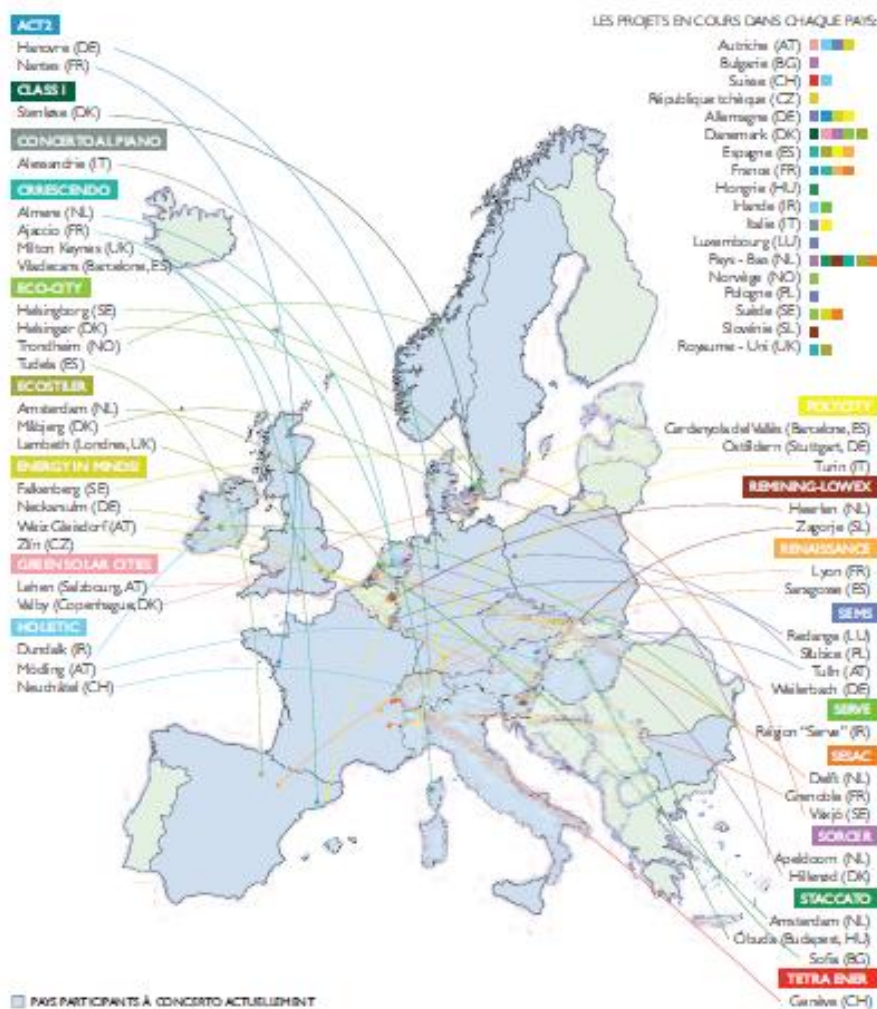 ACT2
Hanovre (DE)
Nantes (FR)
CLASS I
Stenløse (DK)
CONCERTO AL PIANO
Alessandrie (IT)
CRRESCENDO
Almere (NL)
Ajaccio (FR)
Milton Keynes (UK)
Viladecans (Barcelone, ES)
ECO-CITY
Helsingborg (SE)
Helsingør (DK)
Trondheim (NO)
Tudela (ES)
ECOSTILER
Amsterdam (NL)
Måbjerg (DK)
Lambeth (Londres, UK)
ENERGY IN MINDS!
Falkenberg (SE)
Neckarsulm (DE)
Weiz Gleisdorf (AT)
Zlín (CZ)
GREEN SOLAR CITIES
Lehen (Salzbourg, AT)
Valby (Copenhague, DK)
HOLISTIC
Dundalk (IR)
Mödling (AT)
Neuchâtel (CH)
LES PROJETS EN COURS DANS CHAQUE PAYS:
Autriche (AT)
Bulgarie (BG)
Suisse (CH)
République tchèque (CZ)
Allemagne (DE)
Danemark (DK)
Espagne (ES)
France (FR)
Hongrie (HU)
Irlande (IR)
Italie (IT)
Luxembourg (LU)
Pays - Bas (NL)
Norvège (NO)
Pologne (PL)
Suède (SE)
Slovénie (SL)
Royaume - Uni (UK)
POLYCITY
Cerdanyola del Vallès (Barcelone, ES)
Ostfildern (Stuttgart, DE)
Turin (IT)
REMINING-LOWEX
Heerlen (NL)
Zagorje (SL)
RENAISSANCE
Lyon (FR)
Saragosse (ES)
SEMS
Redange (LU)
Słubice (PL)
Tulln (AT)
Weilerbach (DE)
SERVE
Région "Serve" (IR)
SESAC
Delft (NL)
Grenoble (FR)
Växjö (SE)
SORCER
Apeldoorn (NL)
Hillerød (DK)
STACCATO
Amsterdam (NL)
Óbuda (Budapest, HU)
Sofia (BG)
TETRA ENER
Genève (CH)
PAYS PARTICIPANTS À CONCERTO ACTUELLEMENT